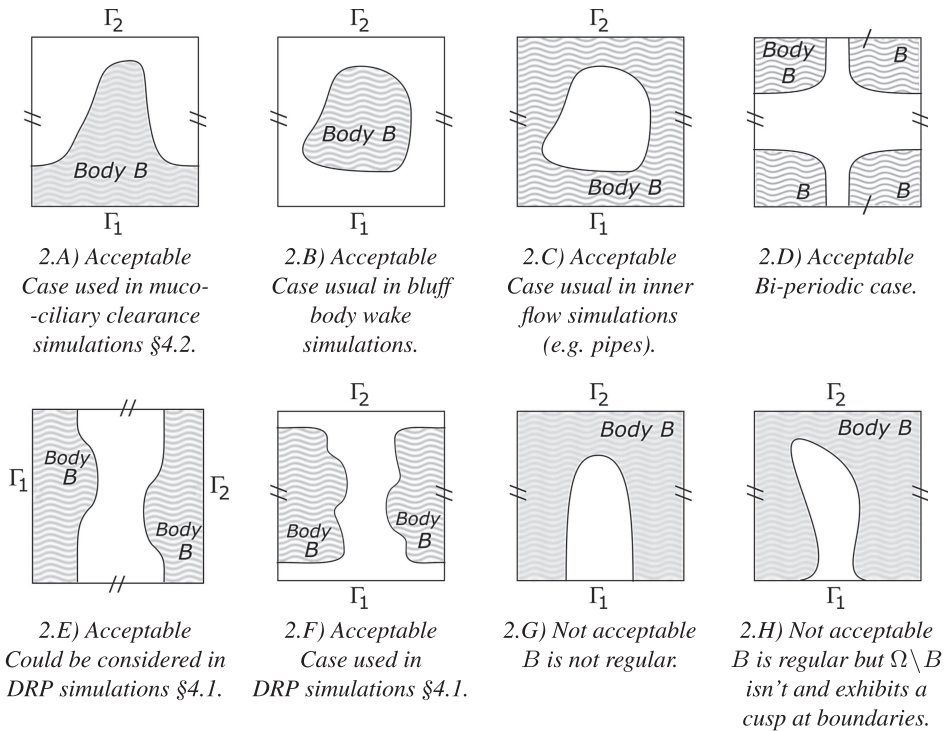 Γ2
Body B
Γ1
2.A) Acceptable
Case used in muco-
-ciliary clearance
simulations §4.2.
Γ2
Body B
Γ1
2.B) Acceptable
Case usual in bluff
body wake
simulations.
Γ2
Body B
Γ1
2.C) Acceptable
Case usual in inner
flow simulations
(e.g. pipes).
Body
B
B
B
B
2.D) Acceptable
Bi-periodic case.
Γ1
Body
B
Body
B
Γ2
2.E) Acceptable
Could be considered in
DRP simulations §4.1.
Γ2
Body
B
Body
B
Γ1
2.F) Acceptable
Case used in
DRP simulations §4.1.
Γ2
Body B
Γ1
2.G) Not acceptable
B is not regular.
Γ2
Body B
Γ1
2.H) Not acceptable
B is regular but Ω\B
isn't and exhibits a
cusp at boundaries.